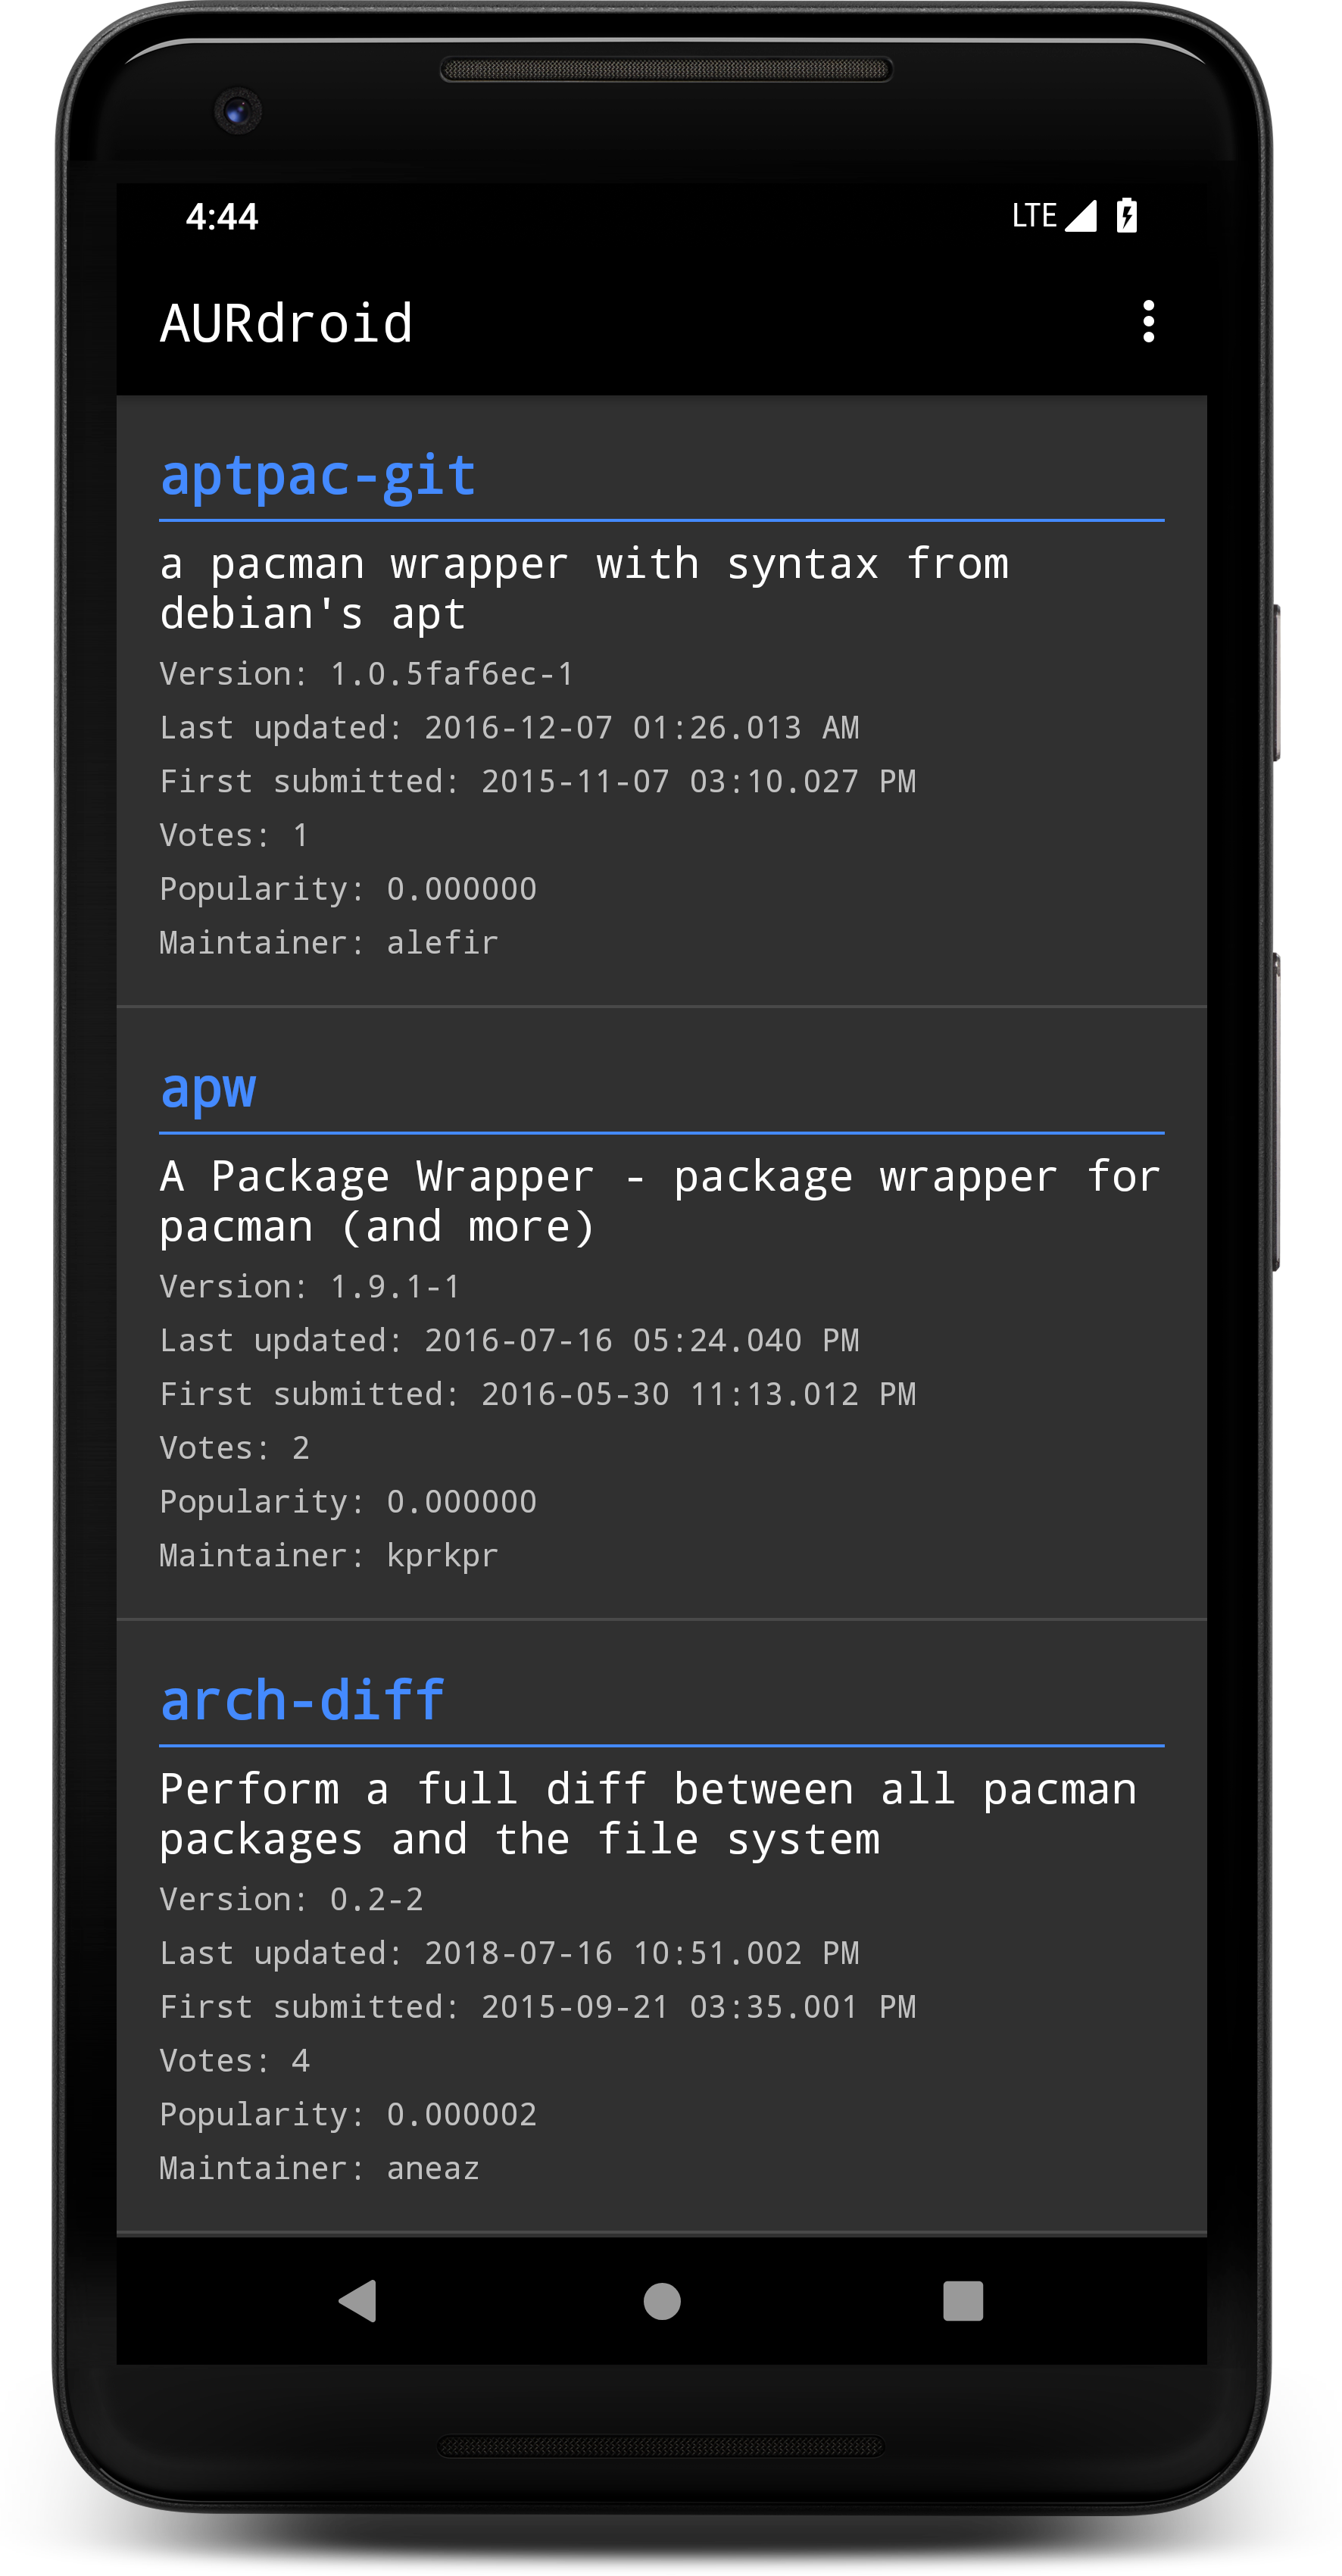 4:44
LTE
AURdroid
aptpac-git
a pacman wrapper with syntax from
debian's apt
Version: 1.0.5faf6ec-1
Last updated: 2016-12-07 01:26.013 AM
First submitted: 2015-11-07 03:10.027 PM
Votes: 1
Popularity: 0.000000
Maintainer: alefir
apw
A Package Wrapper - package wrapper for
pacman (and more)
Version: 1.9.1-1
Last updated: 2016-07-16 05:24.040 PM
First submitted: 2016-05-30 11:13.012 PM
Votes: 2
Popularity: 0.000000
Maintainer: kprkpr
arch-diff
Perform a full diff between all pacman
packages and the file system
Version: 0.2-2
Last updated: 2018-07-16 10:51.002 PM
First submitted: 2015-09-21 03:35.001 PM
Votes: 4
Popularity: 0.000002
Maintainer: aneaz